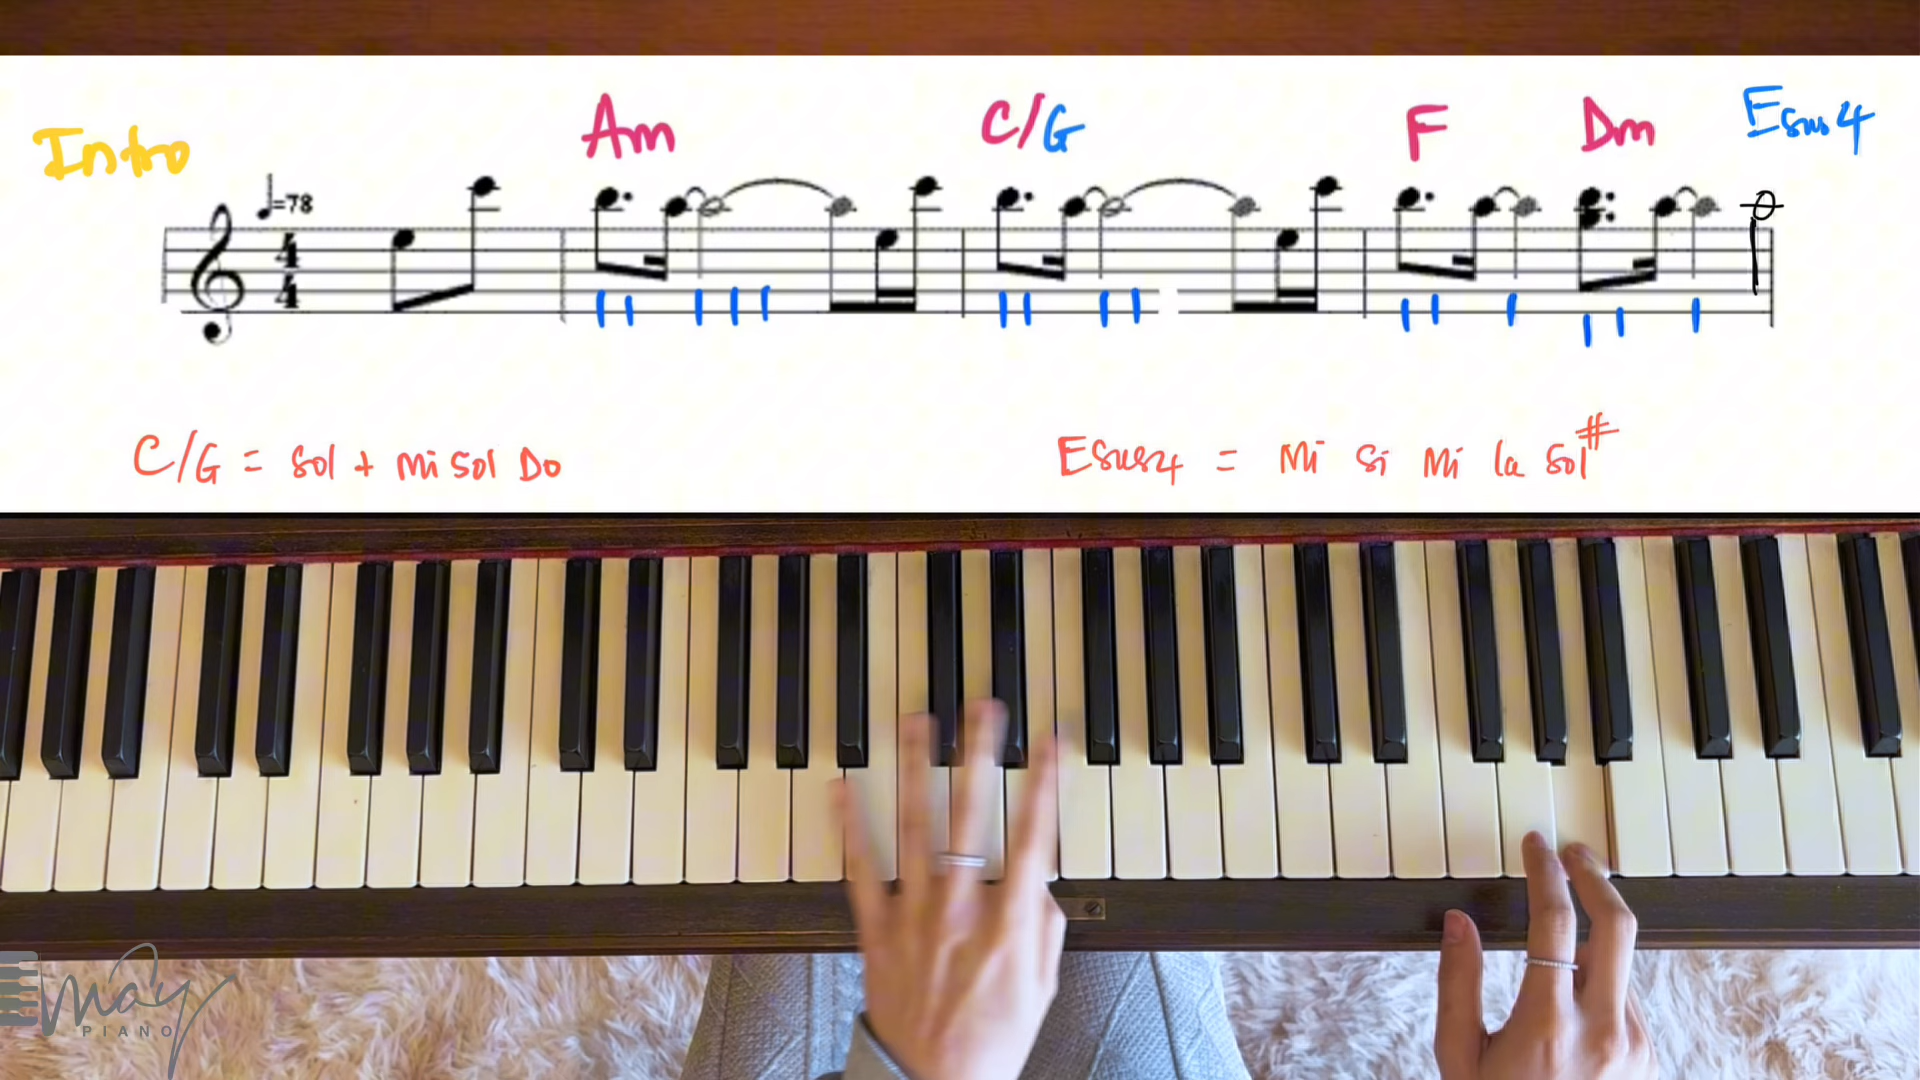 Intro Am C/G F Dm Esus4
♩=78
4
4
C/G = Sol + mi sol Do
Esus4 = Mi Si Mi la Sol#
may
PIANO